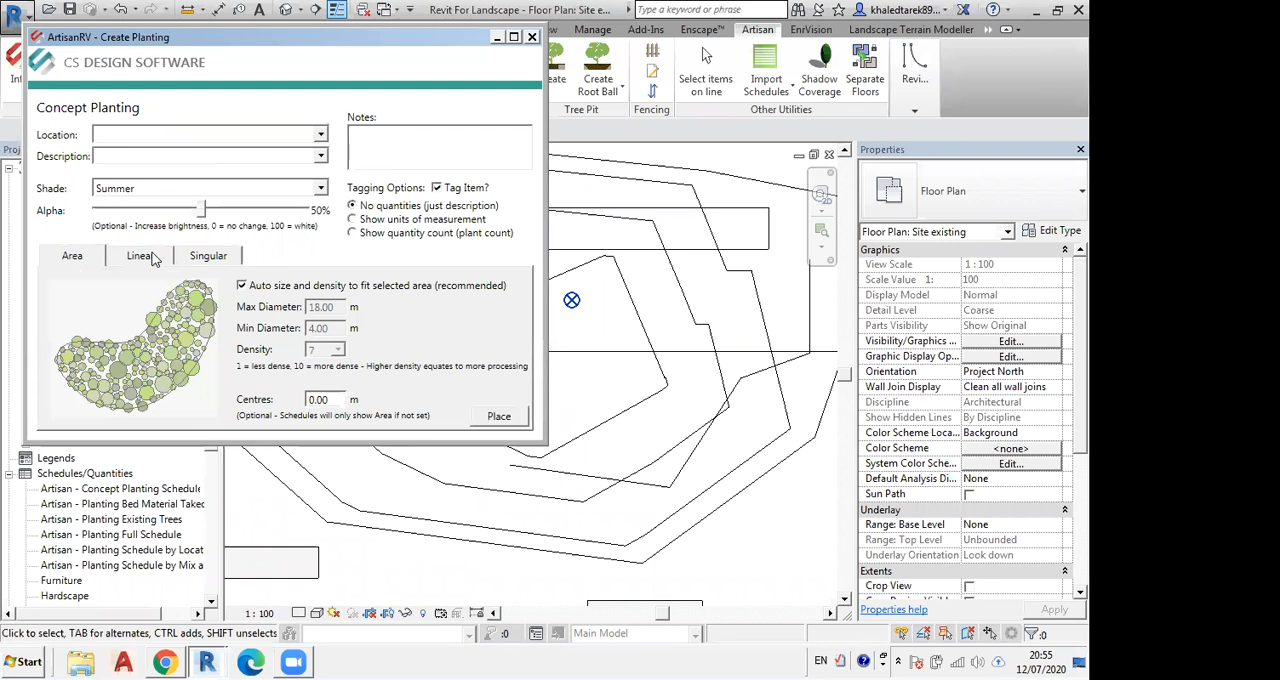 Revit For Landscape - Floor Plan: Site e...
Type a keyword or phrase
khaledtarek89...
ArtisanRV - Create Planting
Manage
Add-Ins
Enscape™
Artisan
EnrVision
Landscape Terrain Modeller
CS DESIGN SOFTWARE
Create
Root Ball
Select items
on line
Import
Schedules
Shadow
Coverage
Separate
Floors
Revi...
Tree Pit
Fencing
Other Utilities
Concept Planting
Notes:
Location:
Description:
Shade:
Summer
Tagging Options:
Tag Item?
Alpha:
50%
No quantities (just description)
(Optional - Increase brightness, 0 = no change, 100 = white)
Show units of measurement
Show quantity count (plant count)
Area
Linear
Singular
Auto size and density to fit selected area (recommended)
Max Diameter:
18.00
m
Min Diameter:
4.00
m
Density:
7
1 = less dense, 10 = more dense - Higher density equates to more processing
Centres:
0.00
m
(Optional - Schedules will only show Area if not set)
Place
Properties
Floor Plan
Floor Plan: Site existing
Edit Type
Graphics
View Scale
1 : 100
Scale Value 1:
100
Display Model
Normal
Detail Level
Coarse
Parts Visibility
Show Original
Visibility/Graphics ...
Edit...
Graphic Display Op...
Edit...
Orientation
Project North
Wall Join Display
Clean all wall joins
Discipline
Architectural
Show Hidden Lines
By Discipline
Color Scheme Loca...
Background
Color Scheme
<none>
System Color Sche...
Edit...
Default Analysis Di...
None
Sun Path
Underlay
Range: Base Level
None
Range: Top Level
Unbounded
Underlay Orientation
Look down
Extents
Crop View
Properties help
Apply
Legends
Schedules/Quantities
Artisan - Concept Planting Schedule
Artisan - Planting Bed Material Takeo
Artisan - Planting Existing Trees
Artisan - Planting Full Schedule
Artisan - Planting Schedule by Locat
Artisan - Planting Schedule by Mix a
Furniture
Hardscape
1 : 100
Click to select, TAB for alternates, CTRL adds, SHIFT unselects
:0
Main Model
:0
Start
EN
20:55
12/07/2020